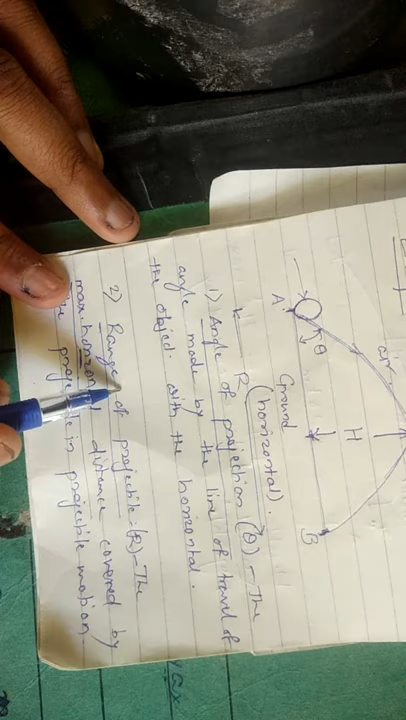 air
A
θ
H
B
Ground
R
(horizontal).
1) Angle of projection (θ) - The
angle made by the line of travel of
the object with the horizontal.
2) Range of projectile :- (R) - The
max horizontal distance covered by
the projectile in projectile motion.